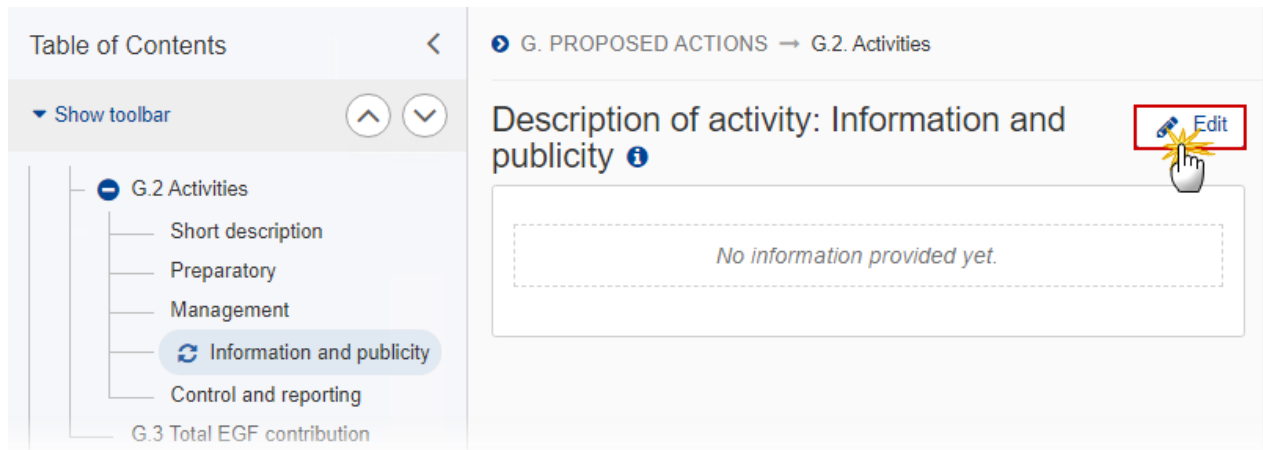 Table of Contents
Show toolbar
G.2 Activities
Short description
Preparatory
Management
Information and publicity
Control and reporting
G.3 Total EGF contribution
G. PROPOSED ACTIONS → G.2. Activities
Description of activity: Information and
publicity
Edit
No information provided yet.